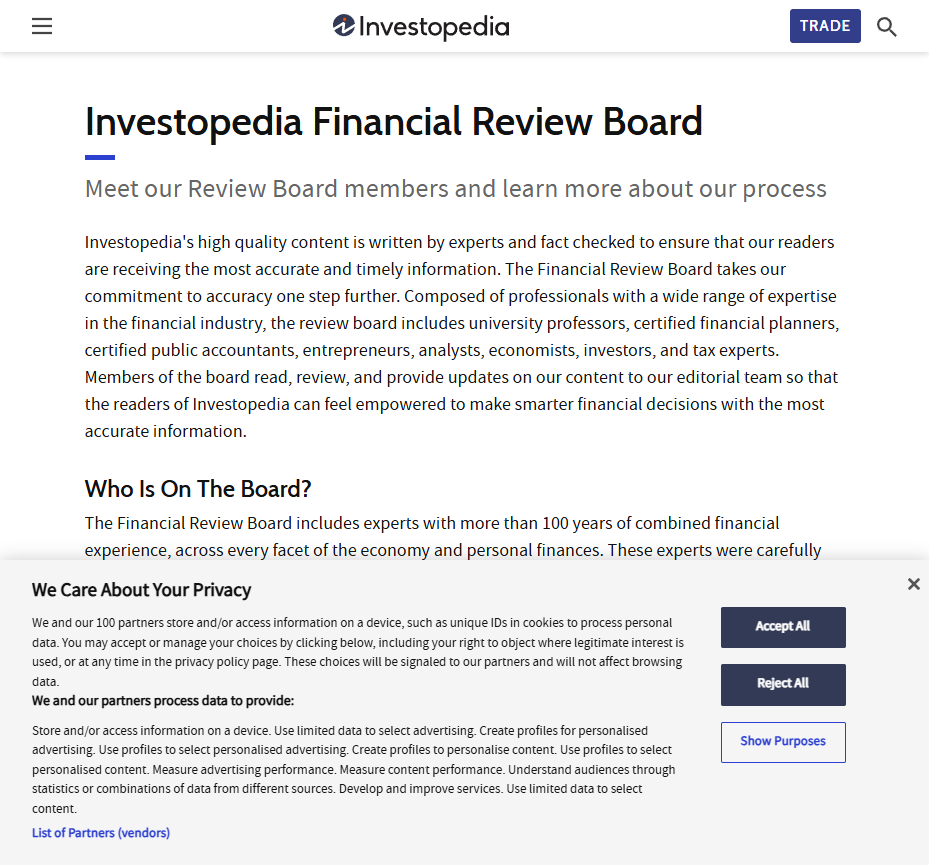 Investopedia
TRADE
Investopedia Financial Review Board
Meet our Review Board members and learn more about our process
Investopedia's high quality content is written by experts and fact checked to ensure that our readers
are receiving the most accurate and timely information. The Financial Review Board takes our
commitment to accuracy one step further. Composed of professionals with a wide range of expertise
in the financial industry, the review board includes university professors, certified financial planners,
certified public accountants, entrepreneurs, analysts, economists, investors, and tax experts.
Members of the board read, review, and provide updates on our content to our editorial team so that
the readers of Investopedia can feel empowered to make smarter financial decisions with the most
accurate information.
Who Is On The Board?
The Financial Review Board includes experts with more than 100 years of combined financial
experience, across every facet of the economy and personal finances. These experts were carefully
We Care About Your Privacy
We and our 100 partners store and/or access information on a device, such as unique IDs in cookies to process personal
data. You may accept or manage your choices by clicking below, including your right to object where legitimate interest is
used, or at any time in the privacy policy page. These choices will be signaled to our partners and will not affect browsing
data.
We and our partners process data to provide:
Store and/or access information on a device. Use limited data to select advertising. Create profiles for personalised
advertising. Use profiles to select personalised advertising. Create profiles to personalise content. Use profiles to select
personalised content. Measure advertising performance. Measure content performance. Understand audiences through
statistics or combinations of data from different sources. Develop and improve services. Use limited data to select
content.
List of Partners (vendors)
Accept All
Reject All
Show Purposes